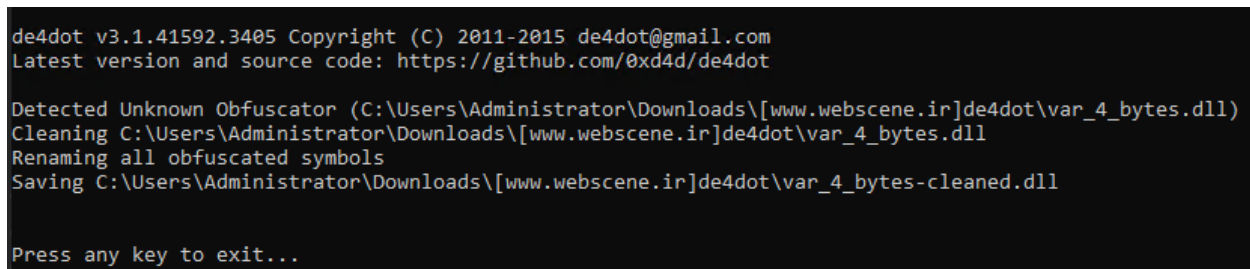 de4dot v3.1.41592.3405 Copyright (C) 2011-2015 de4dot@gmail.com
Latest version and source code: https://github.com/0xd4d/de4dot
Detected Unknown Obfuscator (C:\Users\Administrator\Downloads\[www.webscene.ir]de4dot\var_4_bytes.dll)
Cleaning C:\Users\Administrator\Downloads\[www.webscene.ir]de4dot\var_4_bytes.dll
Renaming all obfuscated symbols
Saving C:\Users\Administrator\Downloads\[www.webscene.ir]de4dot\var_4_bytes-cleaned.dll
Press any key to exit...